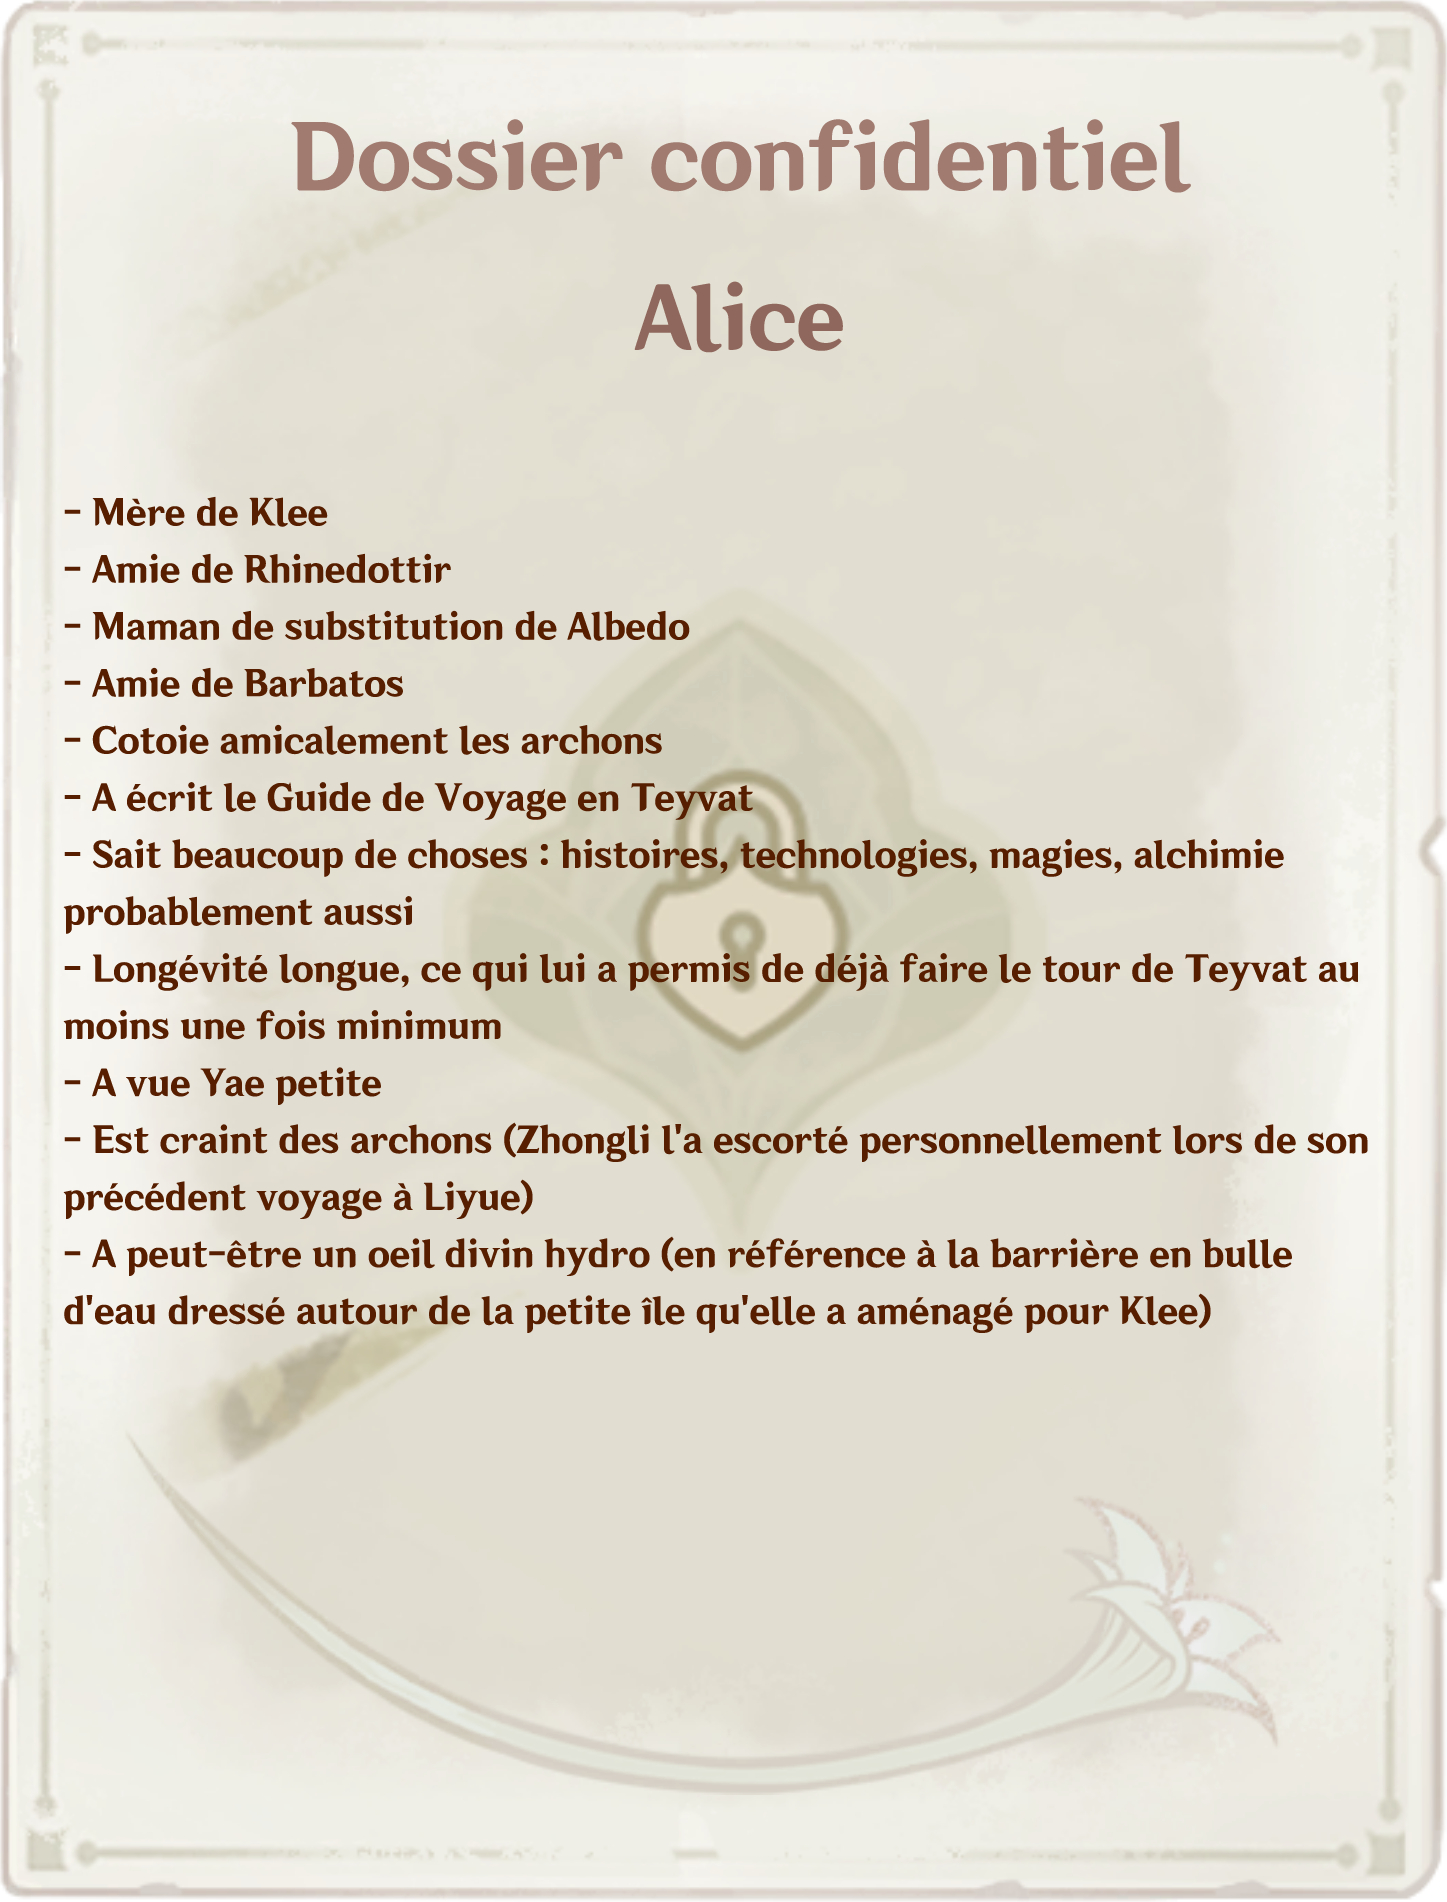 Dossier confidentiel
Alice
- Mère de Klee
- Amie de Rhinedottir
- Maman de substitution de Albedo
- Amie de Barbatos
- Cotoie amicalement les archons
- A écrit le Guide de Voyage en Teyvat
- Sait beaucoup de choses : histoires, technologies, magies, alchimie
probablement aussi
- Longévité longue, ce qui lui a permis de déjà faire le tour de Teyvat au
moins une fois minimum
- A vue Yae petite
- Est craint des archons (Zhongli l'a escorté personnellement lors de son
précédent voyage à Liyue)
- A peut-être un oeil divin hydro (en référence à la barrière en bulle
d'eau dressé autour de la petite île qu'elle a aménagé pour Klee)